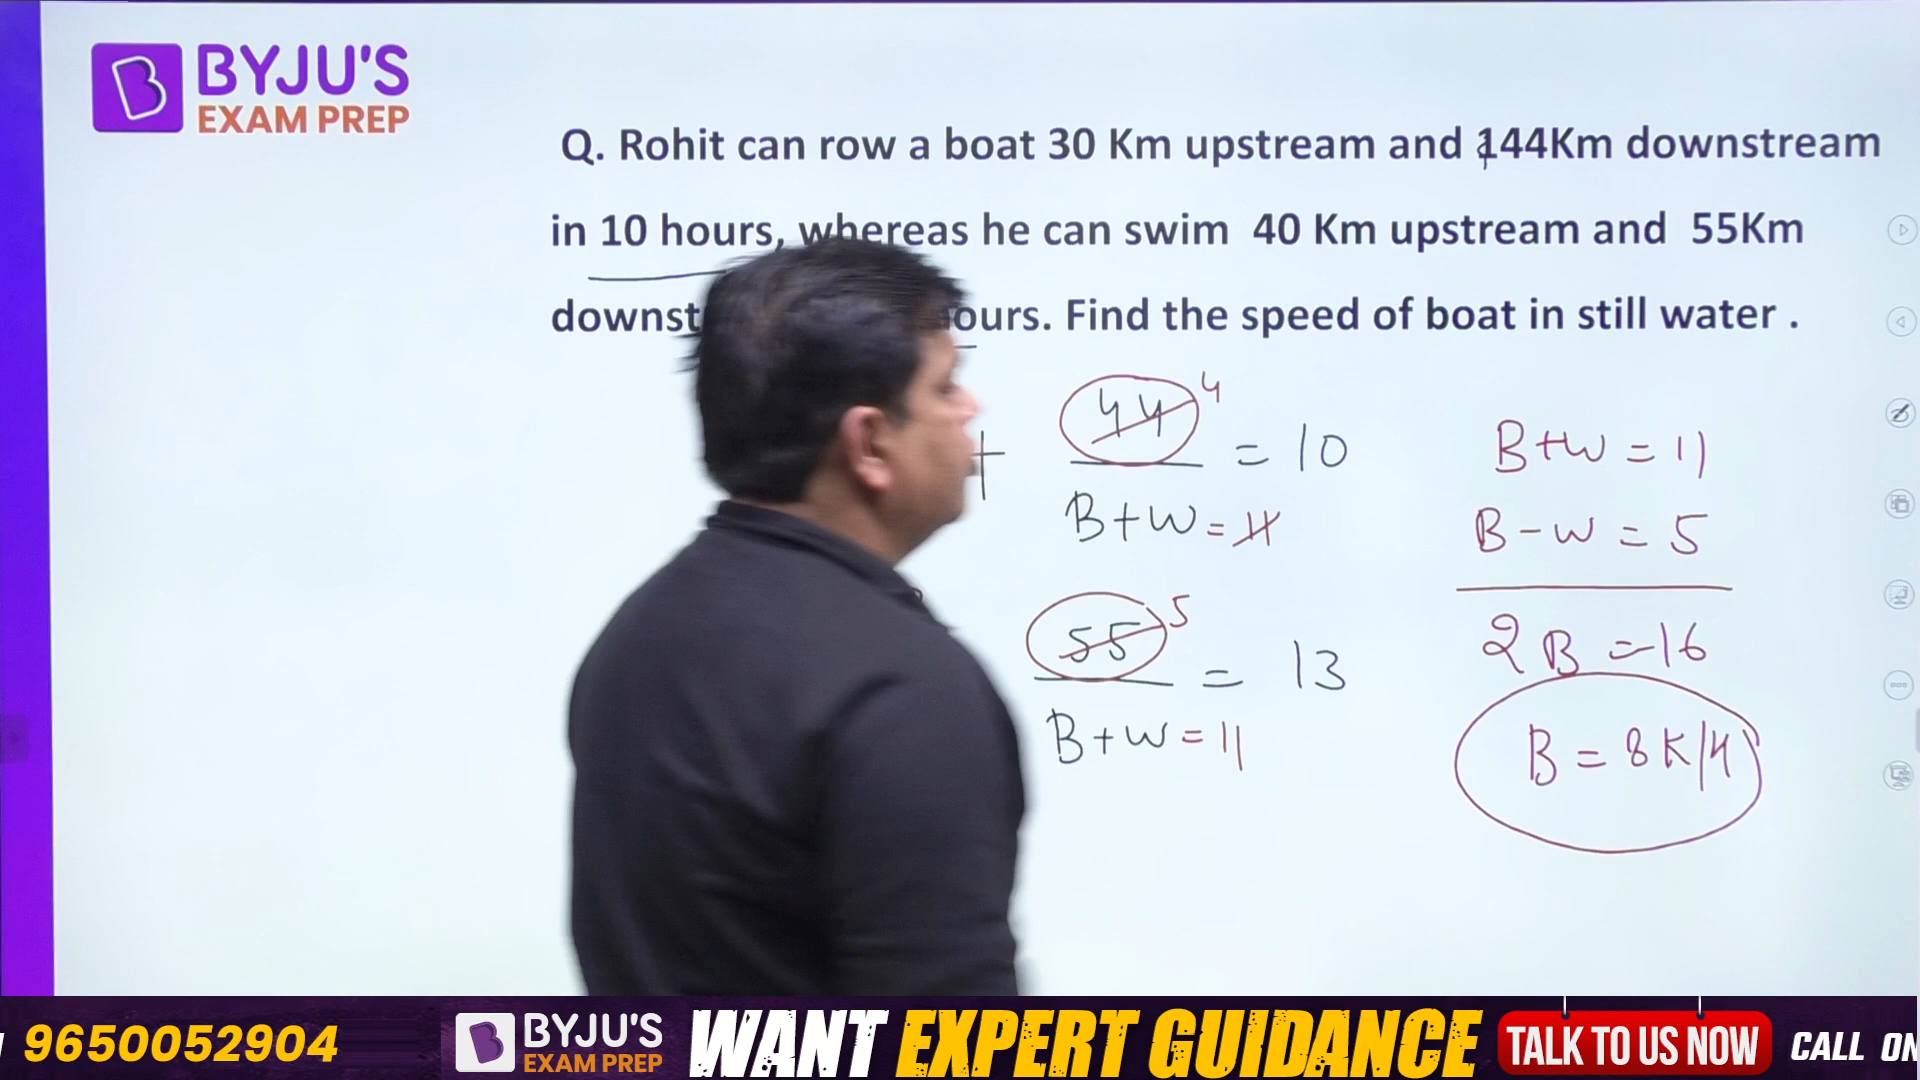 BYJU'S
EXAM PREP
Q. Rohit can row a boat 30 Km upstream and 144Km downstream
in 10 hours, whereas he can swim 40 Km upstream and 55Km
downst ours. Find the speed of boat in still water .
+ 44 4 = 10
B+W = 11
55 5 = 13
B+W = 11
B+W = 11
B-W = 5
2B = 16
B = 8K/H
9650052904
BYJU'S
EXAM PREP
WANT EXPERT GUIDANCE
TALK TO US NOW
CALL ON